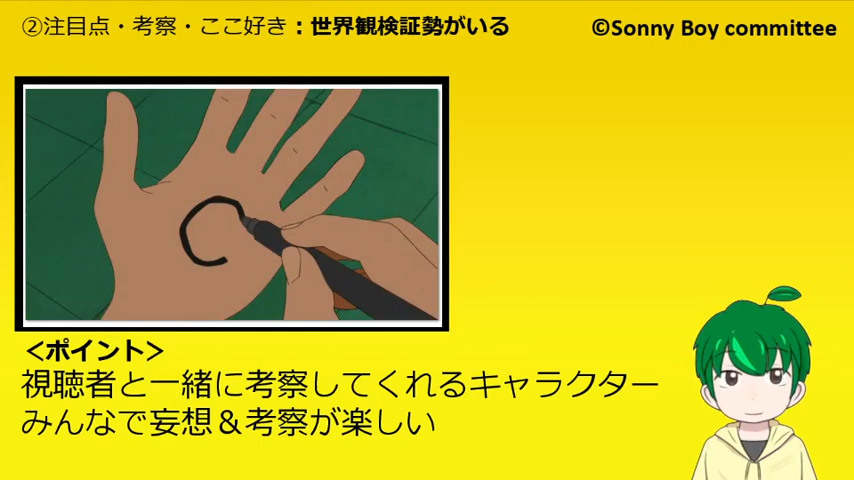 ②注目点・考察・ここ好き：世界観検証勢がいる
©Sonny Boy committee
＜ポイント＞
視聴者と一緒に考察してくれるキャラクター
みんなで妄想＆考察が楽しい